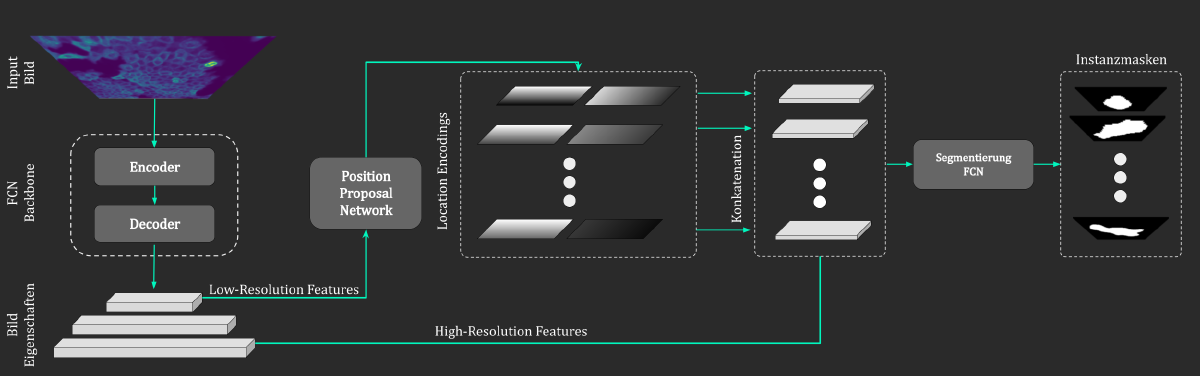 Input
Bild
FCN
Backbone
Encoder
Decoder
Bild
Eigenschaften
Low-Resolution Features
High-Resolution Features
Position
Proposal
Network
Location Encodings
Konkatenation
Segmentierung
FCN
Instanzmasken